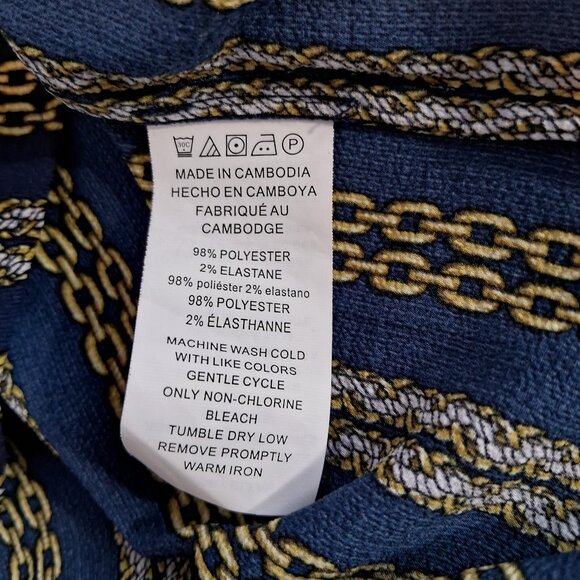 30C P
MADE IN CAMBODIA
HECHO EN CAMBOYA
FABRIQUÉ AU
CAMBODGE
98% POLYESTER
2% ELASTANE
98% poliéster 2% elastano
98% POLYESTER
2% ÉLASTHANNE
MACHINE WASH COLD
WITH LIKE COLORS
GENTLE CYCLE
ONLY NON-CHLORINE
BLEACH
TUMBLE DRY LOW
REMOVE PROMPTLY
WARM IRON